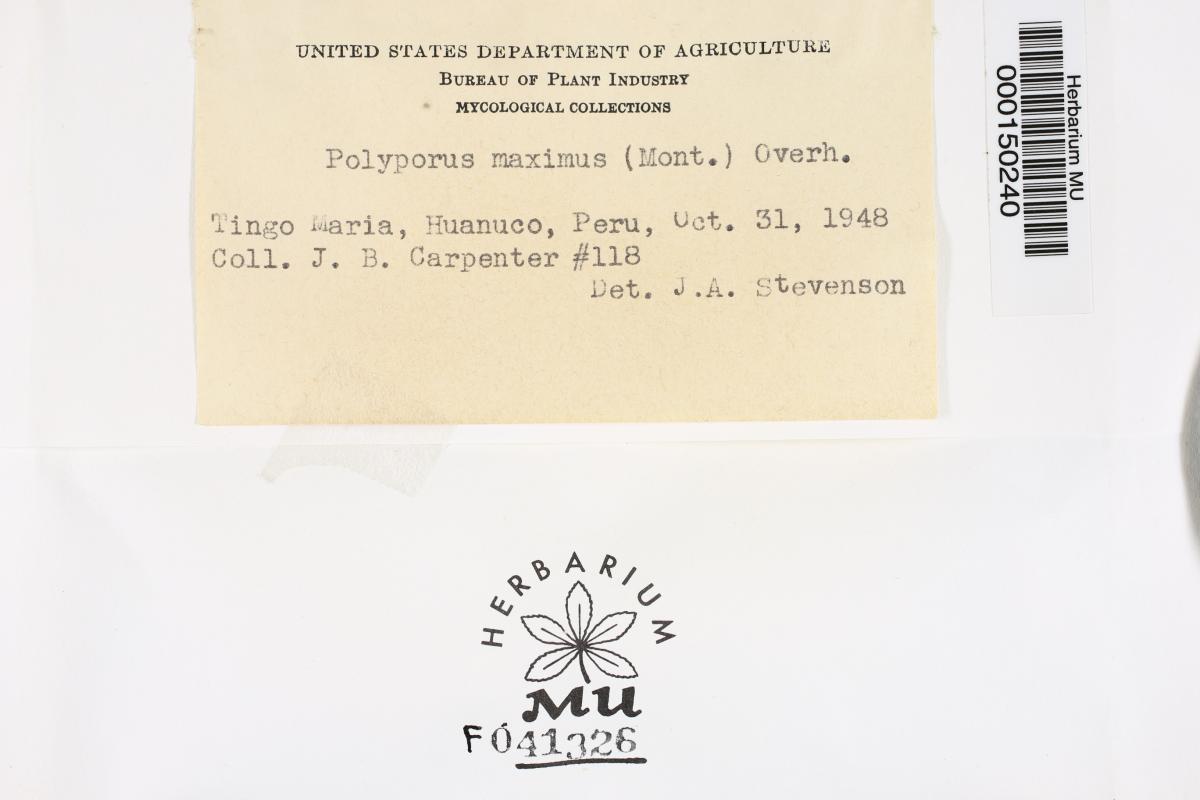 UNITED STATES DEPARTMENT OF AGRICULTURE
BUREAU OF PLANT INDUSTRY
MYCOLOGICAL COLLECTIONS
Polyporus maximus (Mont.) Overh.
Tingo Maria, Huanuco, Peru, Oct. 31, 1948
Coll. J. B. Carpenter #118
Det. J.A. Stevenson
Herbarium MU
000150240
HERBARIUM
MU
F 041326